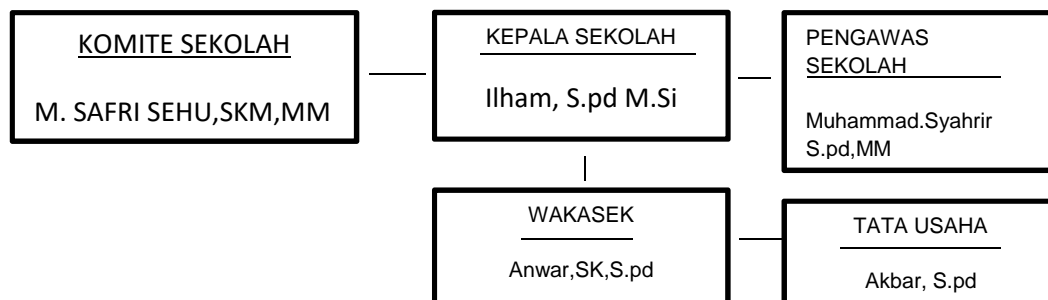 KOMITE SEKOLAH
M. SAFRI SEHU,SKM,MM
KEPALA SEKOLAH
Ilham, S.pd M.Si
PENGAWAS
SEKOLAH
Muhammad.Syahrir
S.pd,MM
WAKASEK
Anwar,SK,S.pd
TATA USAHA
Akbar, S.pd